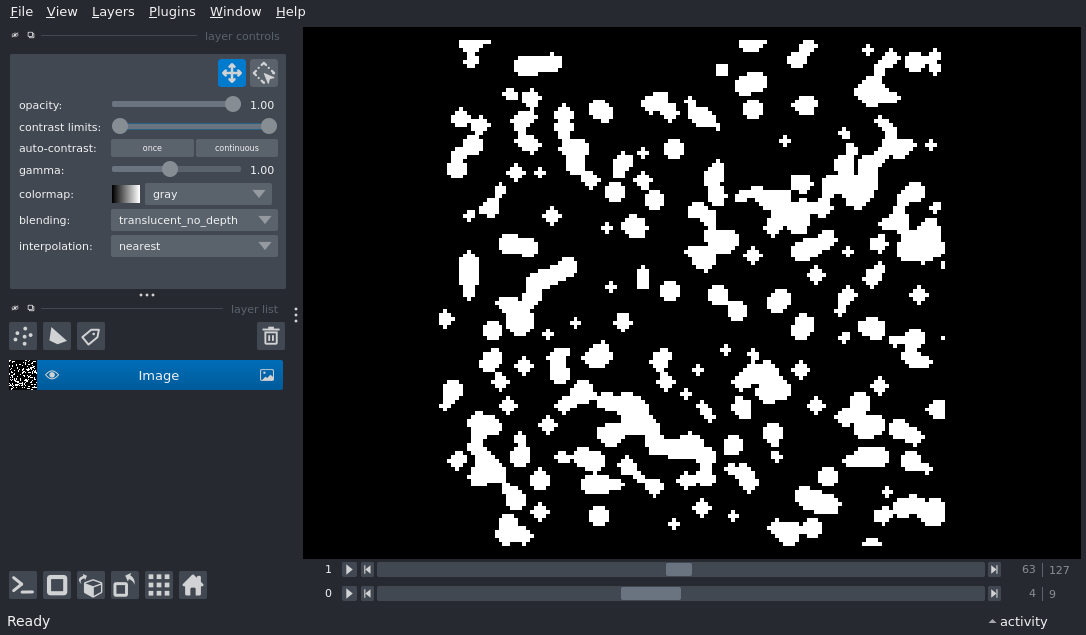 File View Layers Plugins Window Help
layer controls
opacity: 1.00
contrast limits:
auto-contrast: once continuous
gamma: 1.00
colormap: gray
blending: translucent_no_depth
interpolation: nearest
layer list
Image
1 63 127
0 4 9
Ready activity